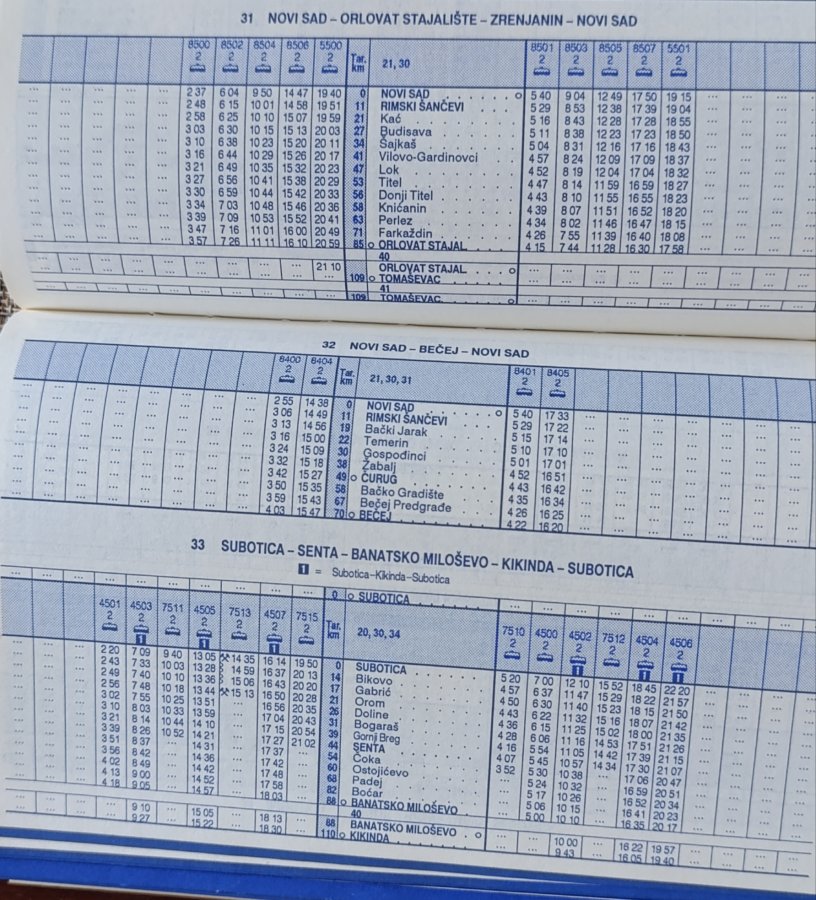 31 NOVI SAD – ORLOVAT STAJALIŠTE – ZRENJANIN – NOVI SAD
8500 8502 8504 8506 5500 Tar. km 21, 30 8501 8503 8505 8507 5501
2 2 2 2 2 2 2 2 2 2
2 37 6 04 9 50 14 47 19 40 0 NOVI SAD 5 40 9 04 12 49 17 50 19 15
2 48 6 15 10 01 14 58 19 51 11 RIMSKI ŠANČEVI 5 29 8 53 12 38 17 39 19 04
2 58 6 25 10 10 15 07 19 59 21 Kać 5 16 8 43 12 28 17 28 18 55
3 03 6 30 10 15 15 13 20 03 27 Budisava 5 11 8 38 12 23 17 23 18 50
3 10 6 38 10 23 15 20 20 11 34 Šajkaš 5 04 8 31 12 16 17 16 18 43
3 16 6 44 10 29 15 26 20 17 41 Vilovo-Gardinovci 4 57 8 24 12 09 17 09 18 37
3 21 6 49 10 35 15 32 20 23 47 Lok 4 52 8 19 12 04 17 04 18 32
3 27 6 56 10 41 15 38 20 29 53 Titel 4 47 8 14 11 59 16 59 18 27
3 30 6 59 10 44 15 42 20 33 56 Donji Titel 4 43 8 10 11 55 16 55 18 23
3 34 7 03 10 48 15 46 20 36 58 Knićanin 4 39 8 07 11 51 16 52 18 20
3 39 7 09 10 53 15 52 20 41 63 Perlez 4 34 8 02 11 46 16 47 18 15
3 47 7 16 11 01 16 00 20 49 71 Farkaždin 4 26 7 55 11 39 16 40 18 08
3 57 7 26 11 11 16 10 20 59 85 ORLOVAT STAJAL. 4 15 7 44 11 28 16 30 17 58
40
21 10 ORLOVAT STAJAL.
109 TOMAŠEVAC
41
109 TOMAŠEVAC
32 NOVI SAD – BEČEJ – NOVI SAD
8400 8404 Tar. km 21, 30, 31 8401 8405
2 2 2 2
2 55 14 38 0 NOVI SAD 5 40 17 33
3 06 14 49 11 RIMSKI ŠANČEVI 5 29 17 22
3 13 14 56 19 Bački Jarak 5 15 17 14
3 16 15 00 22 Temerin 5 10 17 10
3 24 15 09 30 Gospođinci 5 01 17 01
3 32 15 18 38 Žabalj 4 52 16 51
3 42 15 27 49 ČURUG 4 43 16 42
3 50 15 35 58 Bačko Gradište 4 35 16 34
3 59 15 43 67 Bečej Predgrađe 4 26 16 25
4 03 15 47 70 BEČEJ 4 22 16 20
33 SUBOTICA – SENTA – BANATSKO MILOŠEVO – KIKINDA – SUBOTICA
1 = Subotica–Kikinda–Subotica
0 SUBOTICA
4501 4503 7511 4505 7513 4507 7515 Tar. km 20, 30, 34 7510 4500 4502 7512 4504 4506
2 2 2 2 2 2 2 2 2 2 2 2 2
1 1 1 1 1 1
2 20 7 09 9 40 13 05 14 35 16 14 19 50 0 SUBOTICA 5 20 7 00 12 10 15 52 18 45 22 20
2 43 7 33 10 03 13 28 14 59 16 37 20 13 14 Bikovo 4 57 6 37 11 47 15 29 18 22 21 57
2 49 7 40 10 10 13 36 15 06 16 43 20 20 17 Gabrić 4 50 6 30 11 40 15 23 18 15 21 50
2 56 7 48 10 18 13 44 15 13 16 50 20 28 21 Orom 4 43 6 22 11 32 15 16 18 07 21 42
3 02 7 55 10 25 13 51 16 56 20 35 26 Doline 4 36 6 15 11 25 15 02 18 00 21 35
3 10 8 03 10 33 13 59 17 04 20 43 31 Bogaraš 4 28 6 06 11 16 14 53 17 51 21 26
3 21 8 14 10 44 14 10 17 15 20 54 39 Gornji Breg 4 16 5 54 11 05 14 42 17 39 21 15
3 39 8 26 10 52 14 21 17 27 21 02 44 SENTA 4 07 5 45 10 57 14 34 17 30 21 07
3 51 8 37 14 31 17 37 54 Čoka 3 52 5 30 10 38 17 06 20 47
3 56 8 42 14 36 17 42 60 Ostojićevo 5 24 10 32 16 59
4 02 8 49 14 42 17 48 68 Padej 5 17 10 26 16 52 20 34
4 13 9 00 14 52 17 58 82 Bočar 5 06 10 15 16 41 20 23
4 18 9 05 14 57 18 03 88 BANATSKO MILOŠEVO 5 00 10 10 16 35 20 17
40
9 10 15 05 18 13 88 BANATSKO MILOŠEVO 10 00 16 22 19 57
9 27 15 22 18 30 110 KIKINDA 9 43 16 05 19 40